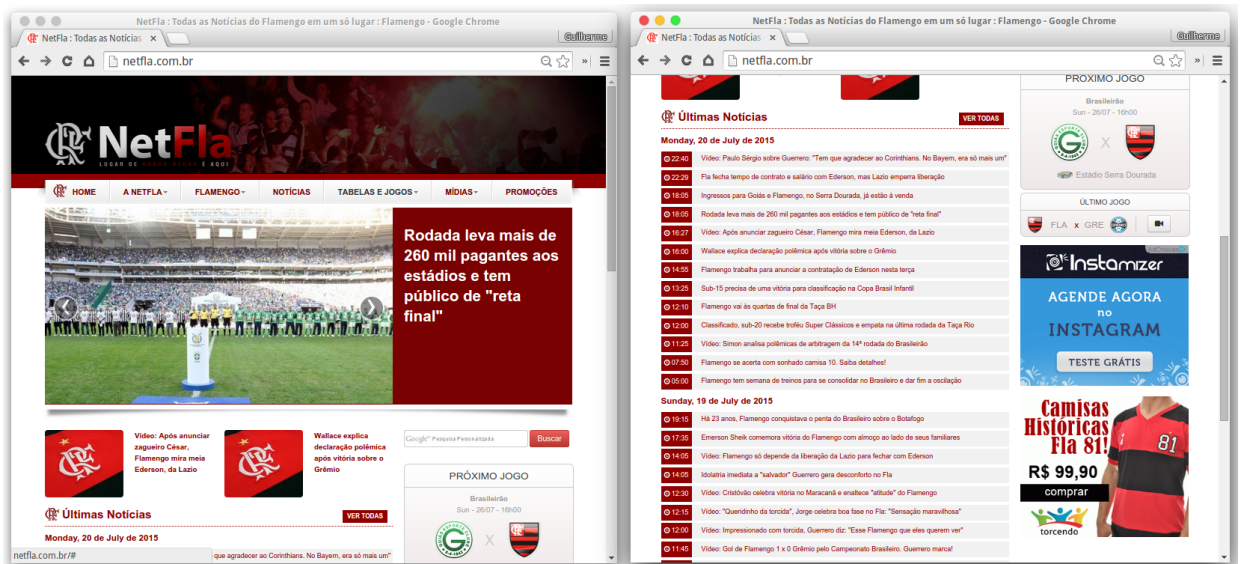 NetFla : Todas as Notícias do Flamengo em um só lugar : Flamengo - Google Chrome
NetFla : Todas as Notícias ×
Guilherme
netfla.com.br
NetFla
LUGAR DE RUBRO-NEGRO É AQUI
HOME
A NETFLA
FLAMENGO
NOTÍCIAS
TABELAS E JOGOS
MÍDIAS
PROMOÇÕES
Rodada leva mais de
260 mil pagantes aos
estádios e tem
público de "reta
final"
Vídeo: Após anunciar
zagueiro César,
Flamengo mira meia
Ederson, da Lazio
Wallace explica
declaração polêmica
após vitória sobre o
Grêmio
Google™ Pesquisa Personalizada
Buscar
PRÓXIMO JOGO
Brasileirão
Sun - 26/07 - 16h00
X
Últimas Notícias
VER TODAS
Monday, 20 de July de 2015
netfla.com.br/#
que agradecer ao Corinthians. No Bayern, era só mais um"
NetFla : Todas as Notícias do Flamengo em um só lugar : Flamengo - Google Chrome
NetFla : Todas as Notícias ×
Guilherme
netfla.com.br
Últimas Notícias
VER TODAS
Monday, 20 de July de 2015
22:40 Vídeo: Paulo Sérgio sobre Guerrero: "Tem que agradecer ao Corinthians. No Bayern, era só mais um"
22:29 Fla fecha tempo de contrato e salário com Ederson, mas Lazio emperra liberação
18:05 Ingressos para Goiás e Flamengo, no Serra Dourada, já estão à venda
18:05 Rodada leva mais de 260 mil pagantes aos estádios e tem público de "reta final"
16:27 Vídeo: Após anunciar zagueiro César, Flamengo mira meia Ederson, da Lazio
16:00 Wallace explica declaração polêmica após vitória sobre o Grêmio
14:55 Flamengo trabalha para anunciar a contratação de Ederson nesta terça
13:25 Sub-15 precisa de uma vitória para classificação na Copa Brasil Infantil
12:10 Flamengo vai às quartas de final da Taça BH
12:00 Classificado, sub-20 recebe troféu Super Clássicos e empata na última rodada da Taça Rio
11:25 Vídeo: Simon analisa polêmicas de arbitragem da 14ª rodada do Brasileirão
07:50 Flamengo se acerta com sonhado camisa 10. Saiba detalhes!
05:00 Flamengo tem semana de treinos para se consolidar no Brasileiro e dar fim a oscilação
Sunday, 19 de July de 2015
19:15 Há 23 anos, Flamengo conquistava o penta do Brasileiro sobre o Botafogo
17:35 Emerson Sheik comemora vitória do Flamengo com almoço ao lado de seus familiares
14:05 Vídeo: Flamengo só depende da liberação da Lazio para fechar com Ederson
14:05 Idolatria imediata a "salvador" Guerrero gera desconforto no Fla
12:30 Vídeo: Cristóvão celebra vitória no Maracanã e enaltece "atitude" do Flamengo
12:15 Vídeo: "Queridinho da torcida", Jorge celebra boa fase no Fla: "Sensação maravilhosa"
12:00 Vídeo: Impressionado com torcida, Guerrero diz: "Esse Flamengo que eles querem ver"
11:45 Vídeo: Gol de Flamengo 1 x 0 Grêmio pelo Campeonato Brasileiro. Guerrero marca!
PRÓXIMO JOGO
Brasileirão
Sun - 26/07 - 16h00
X
Estádio Serra Dourada
ÚLTIMO JOGO
FLA x GRE
AdChoices
Instamizer
AGENDE AGORA
no
INSTAGRAM
TESTE GRÁTIS
Camisas
Históricas
Fla 81!
R$ 99,90
comprar
torcendo
81